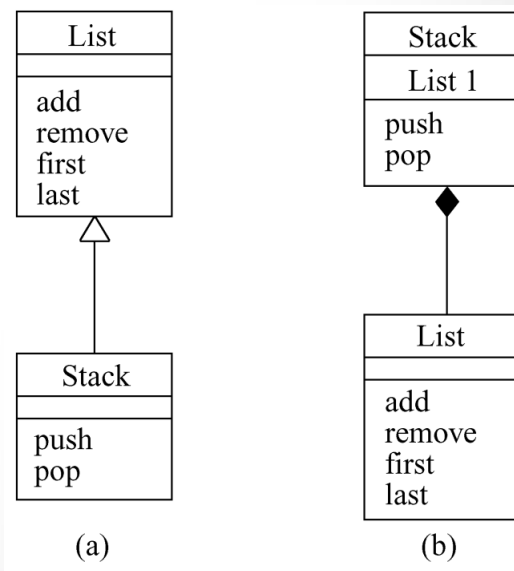 List
add
remove
first
last
Stack
push
pop
(a)
Stack
List 1
push
pop
List
add
remove
first
last
(b)